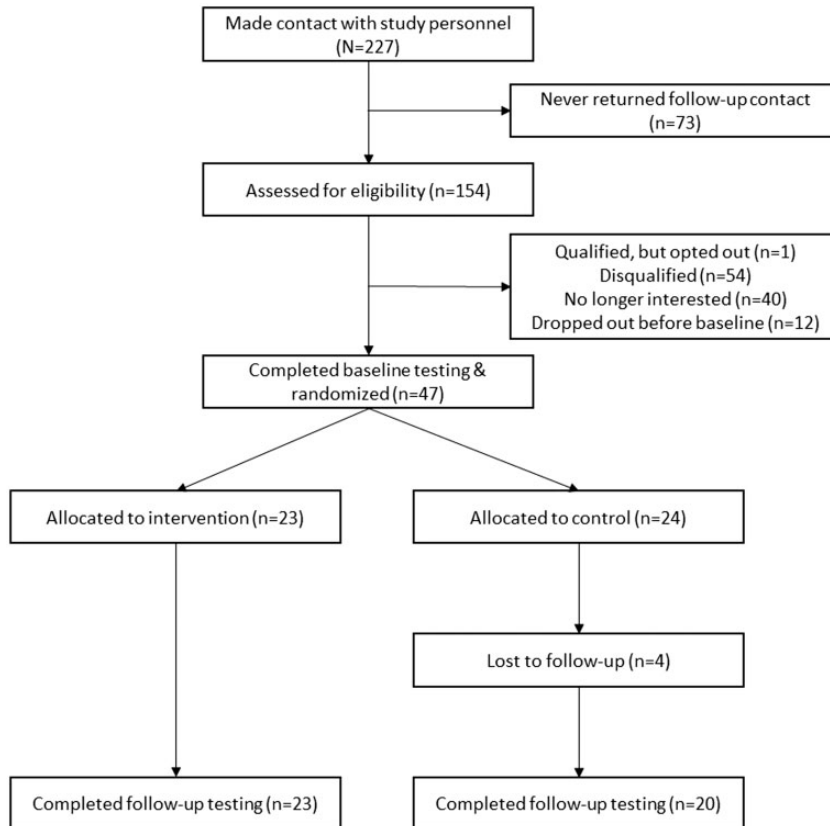 Made contact with study personnel
(N=227)
Never returned follow-up contact
(n=73)
Assessed for eligibility (n=154)
Qualified, but opted out (n=1)
Disqualified (n=54)
No longer interested (n=40)
Dropped out before baseline (n=12)
Completed baseline testing &
randomized (n=47)
Allocated to intervention (n=23)
Allocated to control (n=24)
Lost to follow-up (n=4)
Completed follow-up testing (n=23)
Completed follow-up testing (n=20)